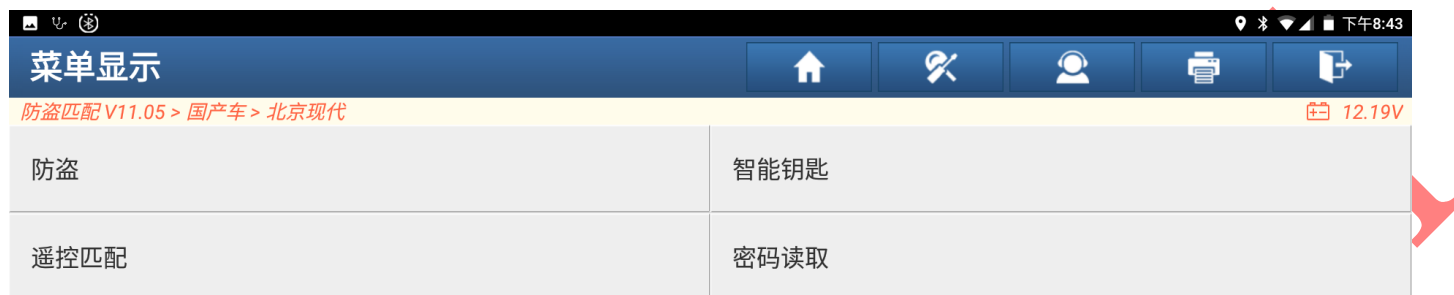 下午8:43
菜单显示
防盗匹配 V11.05 > 国产车 > 北京现代
12.19V
防盗
智能钥匙
遥控匹配
密码读取